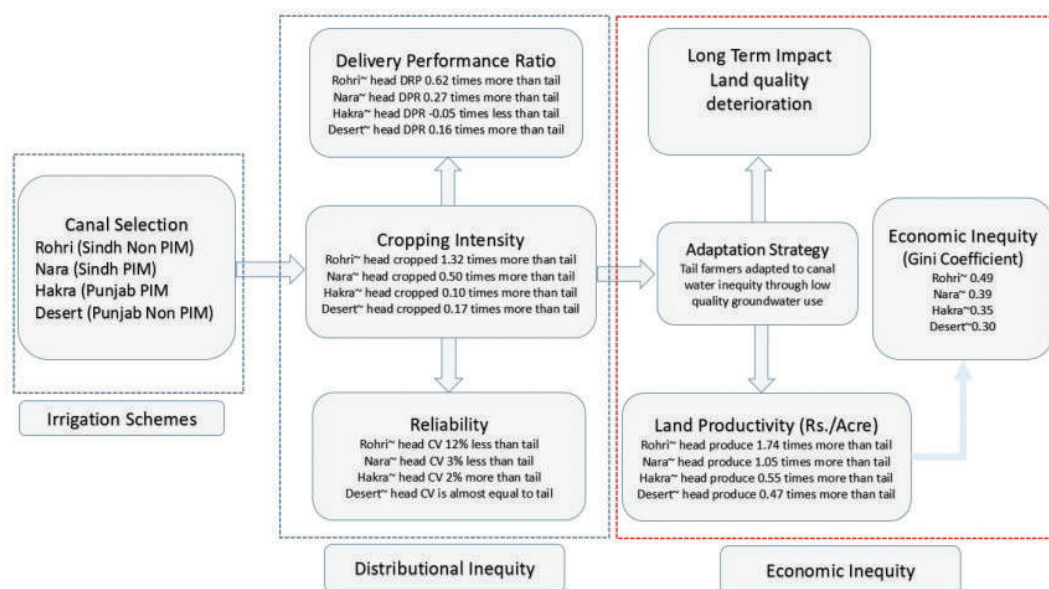 Canal Selection
Rohri (Sindh Non PIM)
Nara (Sindh PIM)
Hakra (Punjab PIM
Desert (Punjab Non PIM)
Irrigation Schemes
Delivery Performance Ratio
Rohri~ head DRP 0.62 times more than tail
Nara~ head DPR 0.27 times more than tail
Hakra~ head DPR -0.05 times less than tail
Desert~ head DPR 0.16 times more than tail
Cropping Intensity
Rohri~ head cropped 1.32 times more than tail
Nara~ head cropped 0.50 times more than tail
Hakra~ head cropped 0.10 times more than tail
Desert~ head cropped 0.17 times more than tail
Reliability
Rohri~ head CV 12% less than tail
Nara~ head CV 3% less than tail
Hakra~ head CV 2% more than tail
Desert~ head CV is almost equal to tail
Distributional Inequity
Long Term Impact
Land quality
deterioration
Adaptation Strategy
Tail farmers adapted to canal
water inequity through low
quality groundwater use
Land Productivity (Rs./Acre)
Rohri~ head produce 1.74 times more than tail
Nara~ head produce 1.05 times more than tail
Hakra~ head produce 0.55 times more than tail
Desert~ head produce 0.47 times more than tail
Economic Inequity
(Gini Coefficient)
Rohri~ 0.49
Nara~ 0.39
Hakra~0.35
Desert~0.30
Economic Inequity